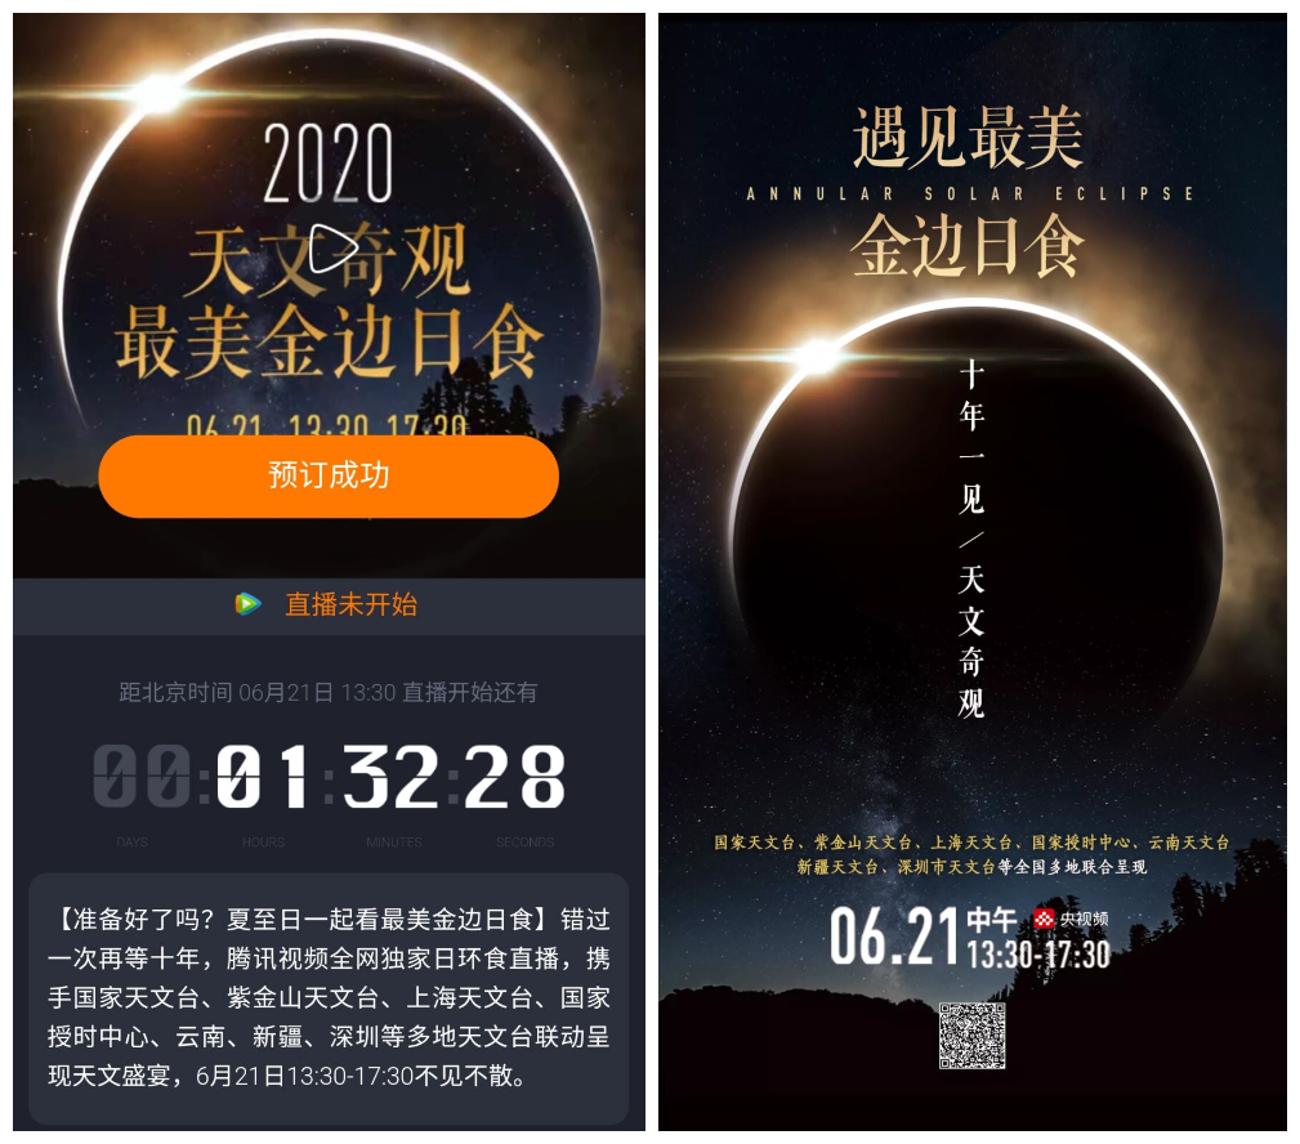 2020
天文奇观
最美金边日食
06.21 13:30-17:30
预订成功
直播未开始
距北京时间 06月21日 13:30 直播开始还有
00:01:32:28
DAYS HOURS MINUTES SECONDS
【准备好了吗？夏至日一起看最美金边日食】错过
一次再等十年，腾讯视频全网独家日环食直播，携
手国家天文台、紫金山天文台、上海天文台、国家
授时中心、云南、新疆、深圳等多地天文台联动呈
现天文盛宴，6月21日13:30-17:30不见不散。
遇见最美
ANNULAR SOLAR ECLIPSE
金边日食
十年一见／天文奇观
国家天文台、紫金山天文台、上海天文台、国家授时中心、云南天文台
新疆天文台、深圳市天文台等全国多地联合呈现
06.21 中午 央视频
13:30-17:30